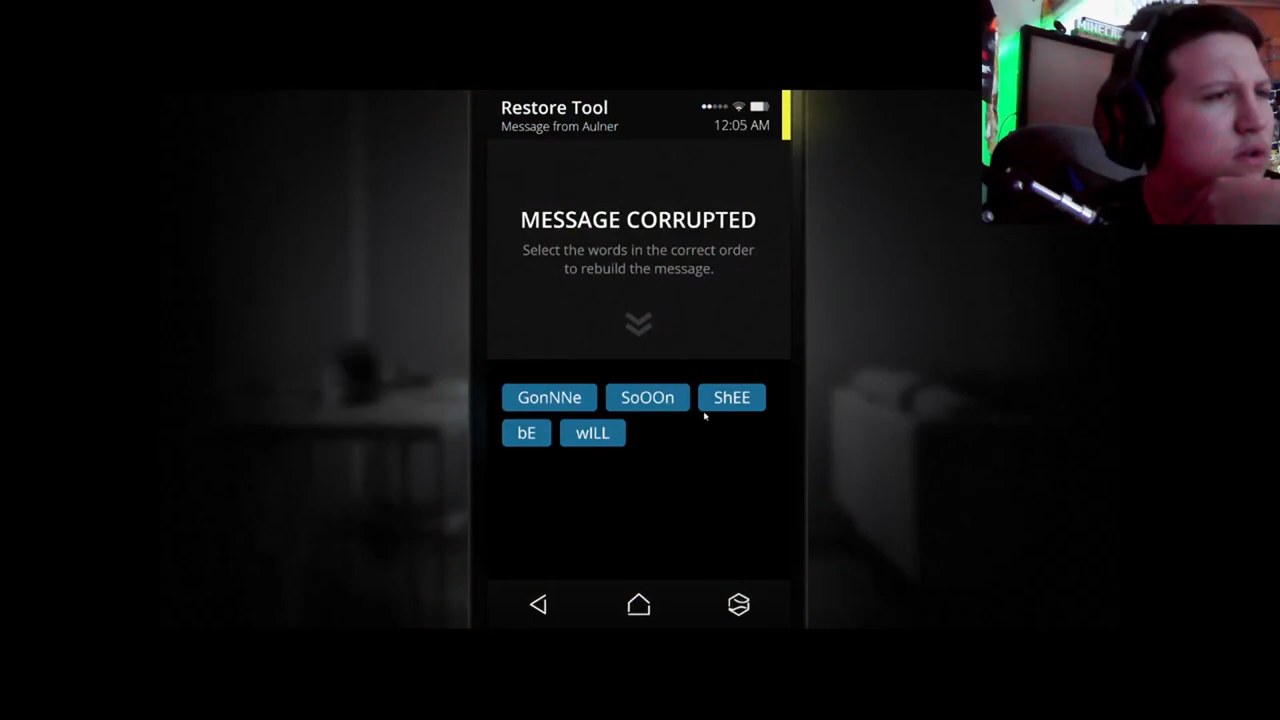 MINECRA
Restore Tool
Message from Aulner
12:05 AM
MESSAGE CORRUPTED
Select the words in the correct order
to rebuild the message.
GonNNe SoOOn ShEE
bE wILL